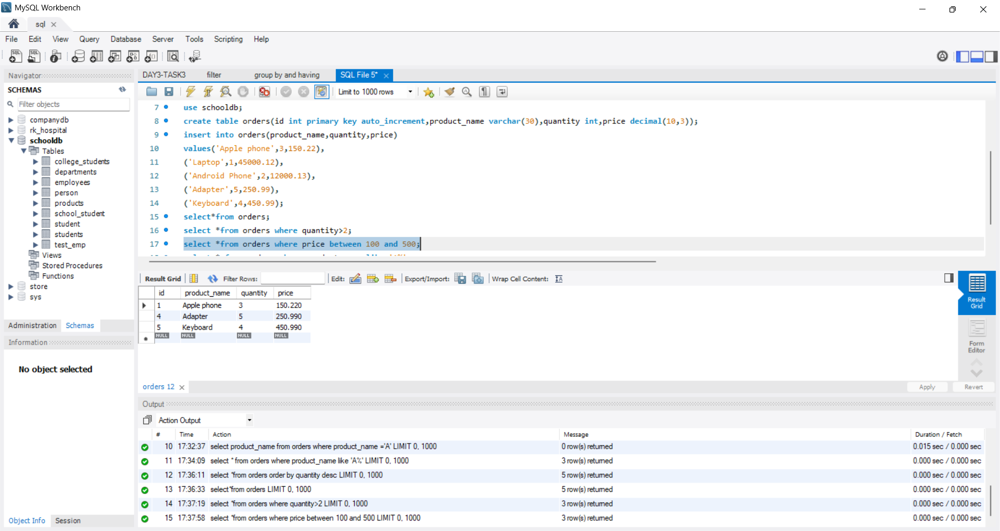 MySQL Workbench
sql
File Edit View Query Database Server Tools Scripting Help
Navigator
SCHEMAS
Filter objects
companydb
rk_hospital
schooldb
Tables
college_students
departments
employees
person
products
school_student
student
students
test_emp
Views
Stored Procedures
Functions
store
sys
Administration Schemas
Information
No object selected
Object Info Session
DAY3-TASK3 filter group by and having SQL File 5*
Limit to 1000 rows
7 use schooldb;
8 create table orders(id int primary key auto_increment,product_name varchar(30),quantity int,price decimal(10,3));
9 insert into orders(product_name,quantity,price)
10 values('Apple phone',3,150.22),
11 ('Laptop',1,45000.12),
12 ('Android Phone',2,12000.13),
13 ('Adapter',5,250.99),
14 ('Keyboard',4,450.99);
15 select*from orders;
16 select *from orders where quantity>2;
17 select *from orders where price between 100 and 500;
Result Grid Filter Rows: Edit: Export/Import: Wrap Cell Content:
id product_name quantity price
1 Apple phone 3 150.220
4 Adapter 5 250.990
5 Keyboard 4 450.990
NULL NULL NULL NULL
Result Grid
Form Editor
orders 12
Apply Revert
Output
Action Output
# Time Action Message Duration / Fetch
10 17:32:37 select product_name from orders where product_name ='A' LIMIT 0, 1000 0 row(s) returned 0.015 sec / 0.000 sec
11 17:34:09 select * from orders where product_name like 'A%' LIMIT 0, 1000 3 row(s) returned 0.000 sec / 0.000 sec
12 17:36:11 select *from orders order by quantity desc LIMIT 0, 1000 5 row(s) returned 0.000 sec / 0.000 sec
13 17:36:33 select*from orders LIMIT 0, 1000 5 row(s) returned 0.000 sec / 0.000 sec
14 17:37:19 select *from orders where quantity>2 LIMIT 0, 1000 3 row(s) returned 0.000 sec / 0.000 sec
15 17:37:58 select *from orders where price between 100 and 500 LIMIT 0, 1000 3 row(s) returned 0.000 sec / 0.000 sec